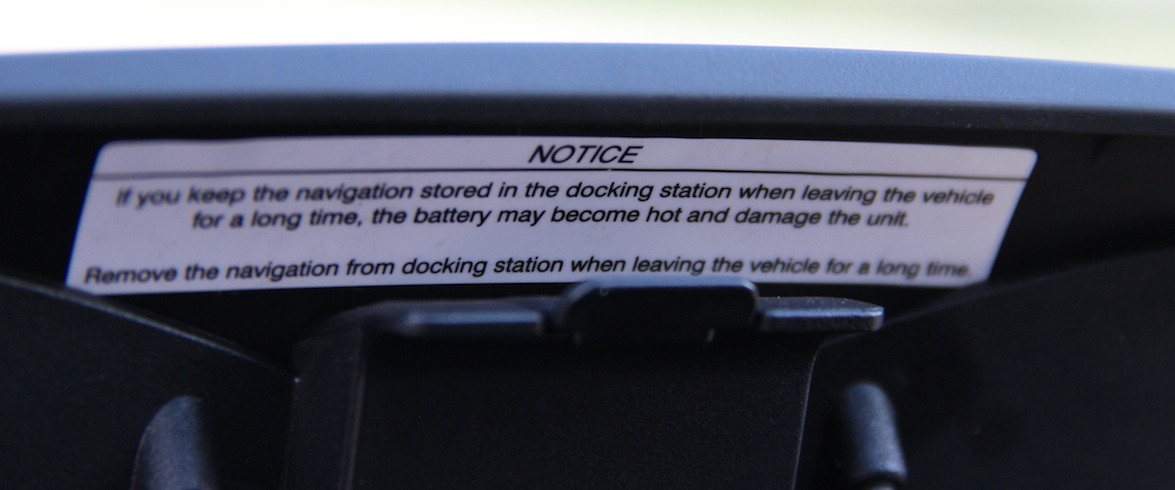 NOTICE
If you keep the navigation stored in the docking station when leaving the vehicle
for a long time, the battery may become hot and damage the unit.
Remove the navigation from docking station when leaving the vehicle for a long time.